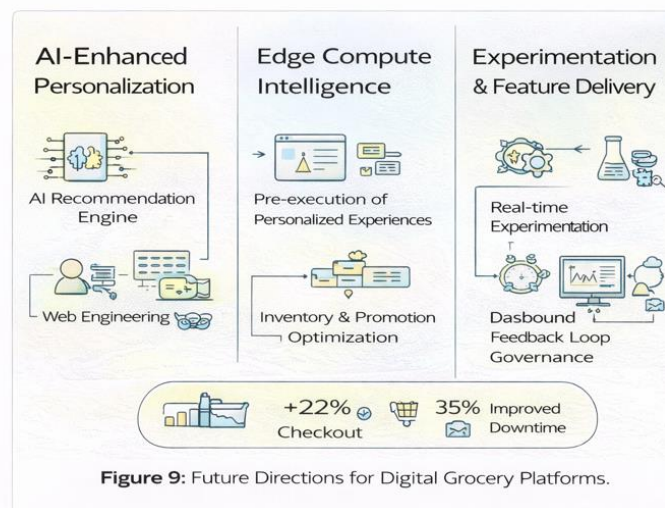 AI-Enhanced
Personalization
AI Recommendation
Engine
Web Engineering
Edge Compute
Intelligence
Pre-execution of
Personalized Experiences
Inventory & Promotion
Optimization
Experimentation
& Feature Delivery
Real-time
Experimentation
Dasbound
Feedback Loop
Governance
+22%
Checkout
35% Improved
Downtime
Figure 9: Future Directions for Digital Grocery Platforms.